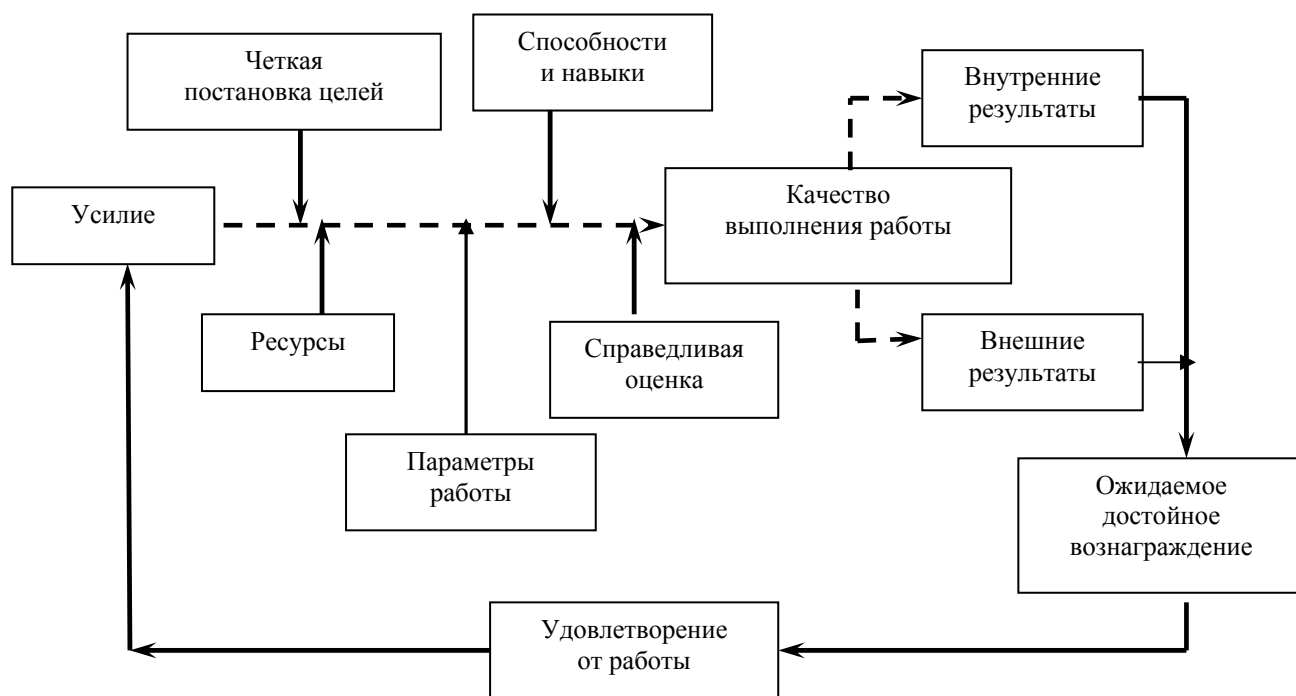 Четкая
постановка целей
Способности
и навыки
Внутренние
результаты
Усилие
Качество
выполнения работы
Ресурсы
Справедливая
оценка
Внешние
результаты
Параметры
работы
Ожидаемое
достойное
вознаграждение
Удовлетворение
от работы